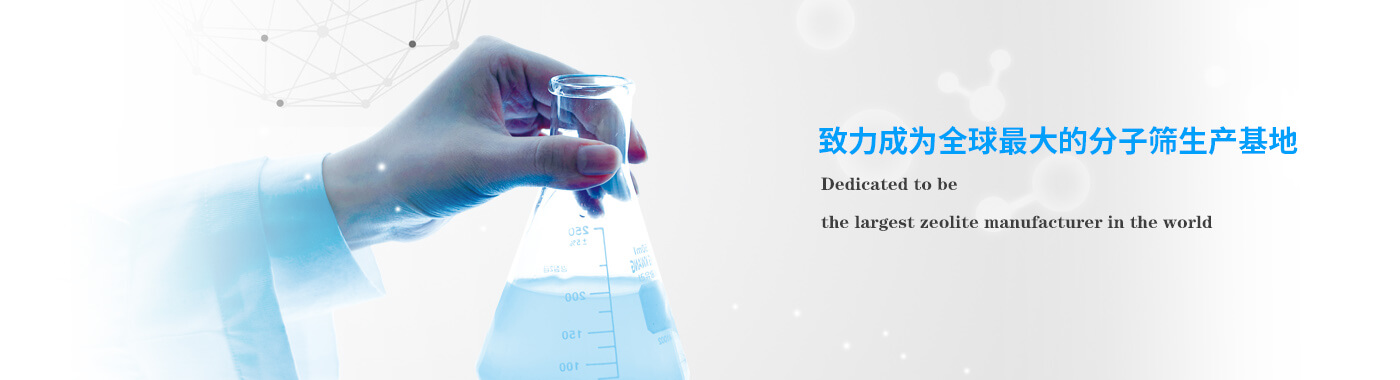 致力成为全球最大的分子筛生产基地
Dedicated to be
the largest zeolite manufacturer in the world
250
200
150
100